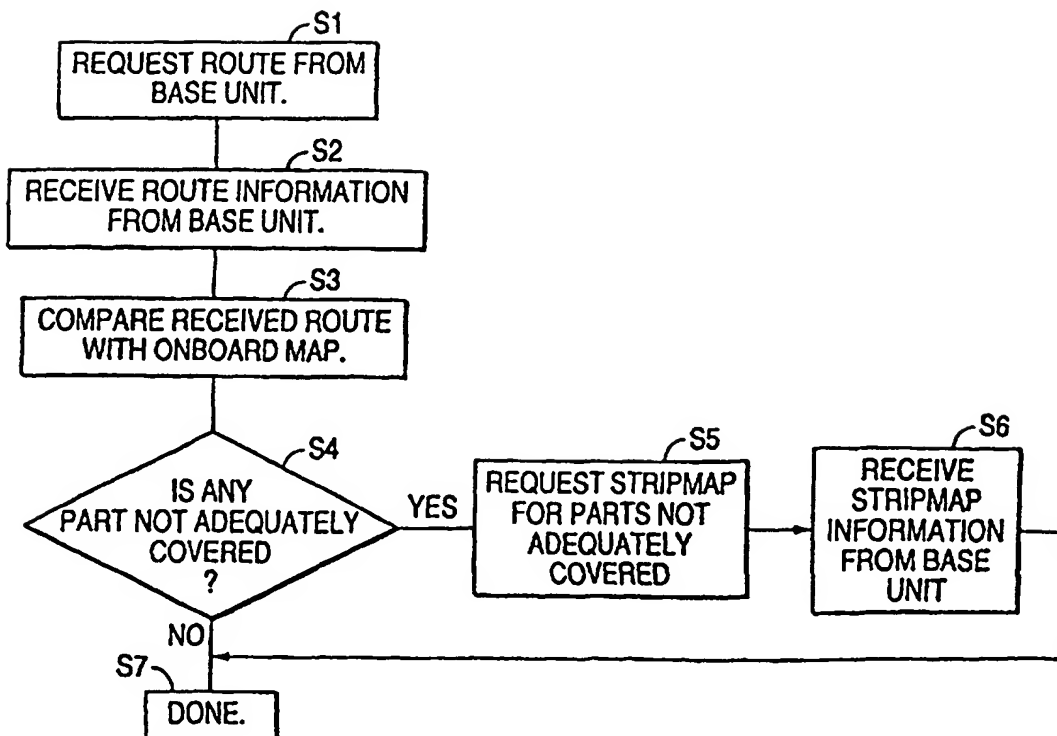 S1
REQUEST ROUTE FROM
BASE UNIT.
S2
RECEIVE ROUTE INFORMATION
FROM BASE UNIT.
S3
COMPARE RECEIVED ROUTE
WITH ONBOARD MAP.
S4
IS ANY
PART NOT ADEQUATELY
COVERED
?
YES
S5
REQUEST STRIPMAP
FOR PARTS NOT
ADEQUATELY
COVERED
S6
RECEIVE
STRIPMAP
INFORMATION
FROM BASE
UNIT
NO
S7
DONE.